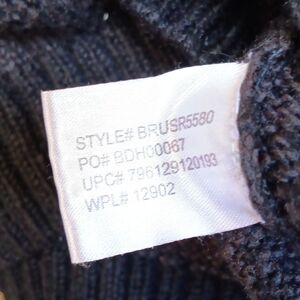 STYLE# BRUSR5580
PO# BDH00067
UPC# 796129120193
WPL# 12902